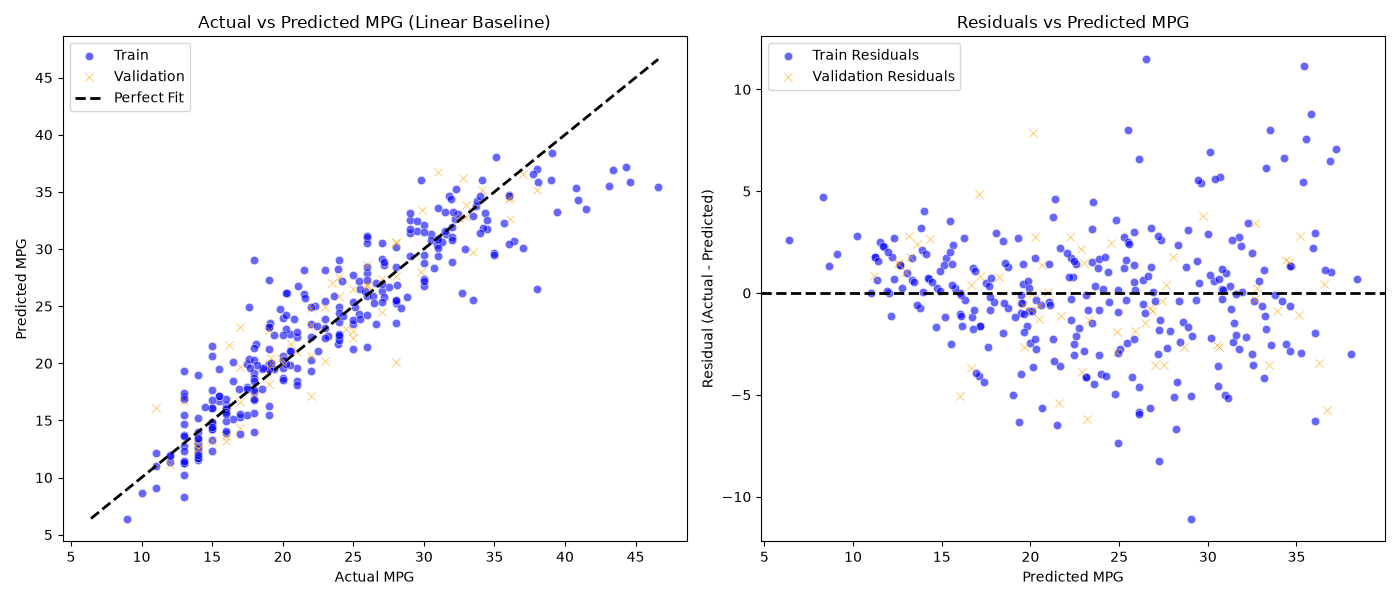 Actual vs Predicted MPG (Linear Baseline)
Train
Validation
Perfect Fit
Predicted MPG
45
40
35
30
25
20
15
10
5
5
10
15
20
25
30
35
40
45
Actual MPG
Residuals vs Predicted MPG
Train Residuals
Validation Residuals
Residual (Actual - Predicted)
10
5
0
−5
−10
5
10
15
20
25
30
35
Predicted MPG